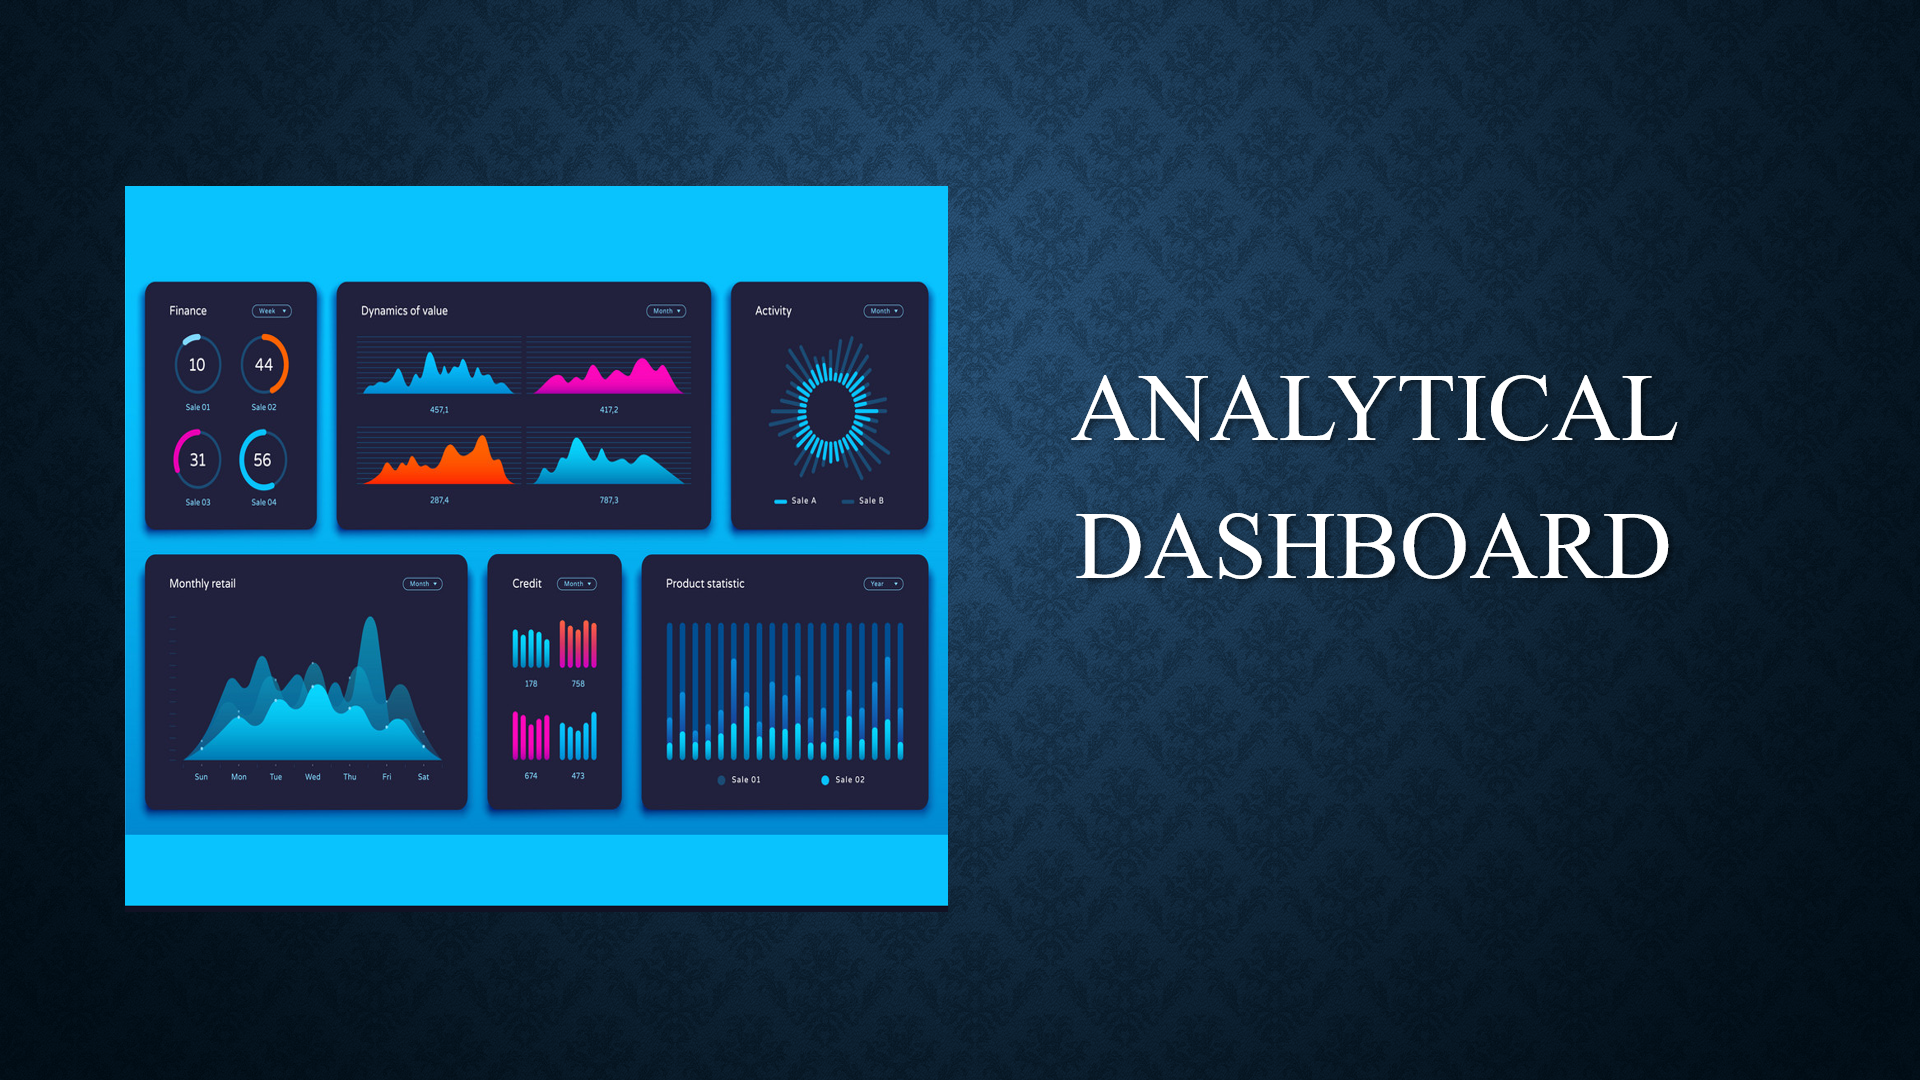 Finance
Week
10
44
Sale 01
Sale 02
31
56
Sale 03
Sale 04
Dynamics of value
Month
457,1
417,2
287,4
787,3
Activity
Month
Sale A
Sale B
Monthly retail
Month
Sun Mon Tue Wed Thu Fri Sat
Credit
Month
178
758
674
473
Product statistic
Year
Sale 01
Sale 02
ANALYTICAL
DASHBOARD